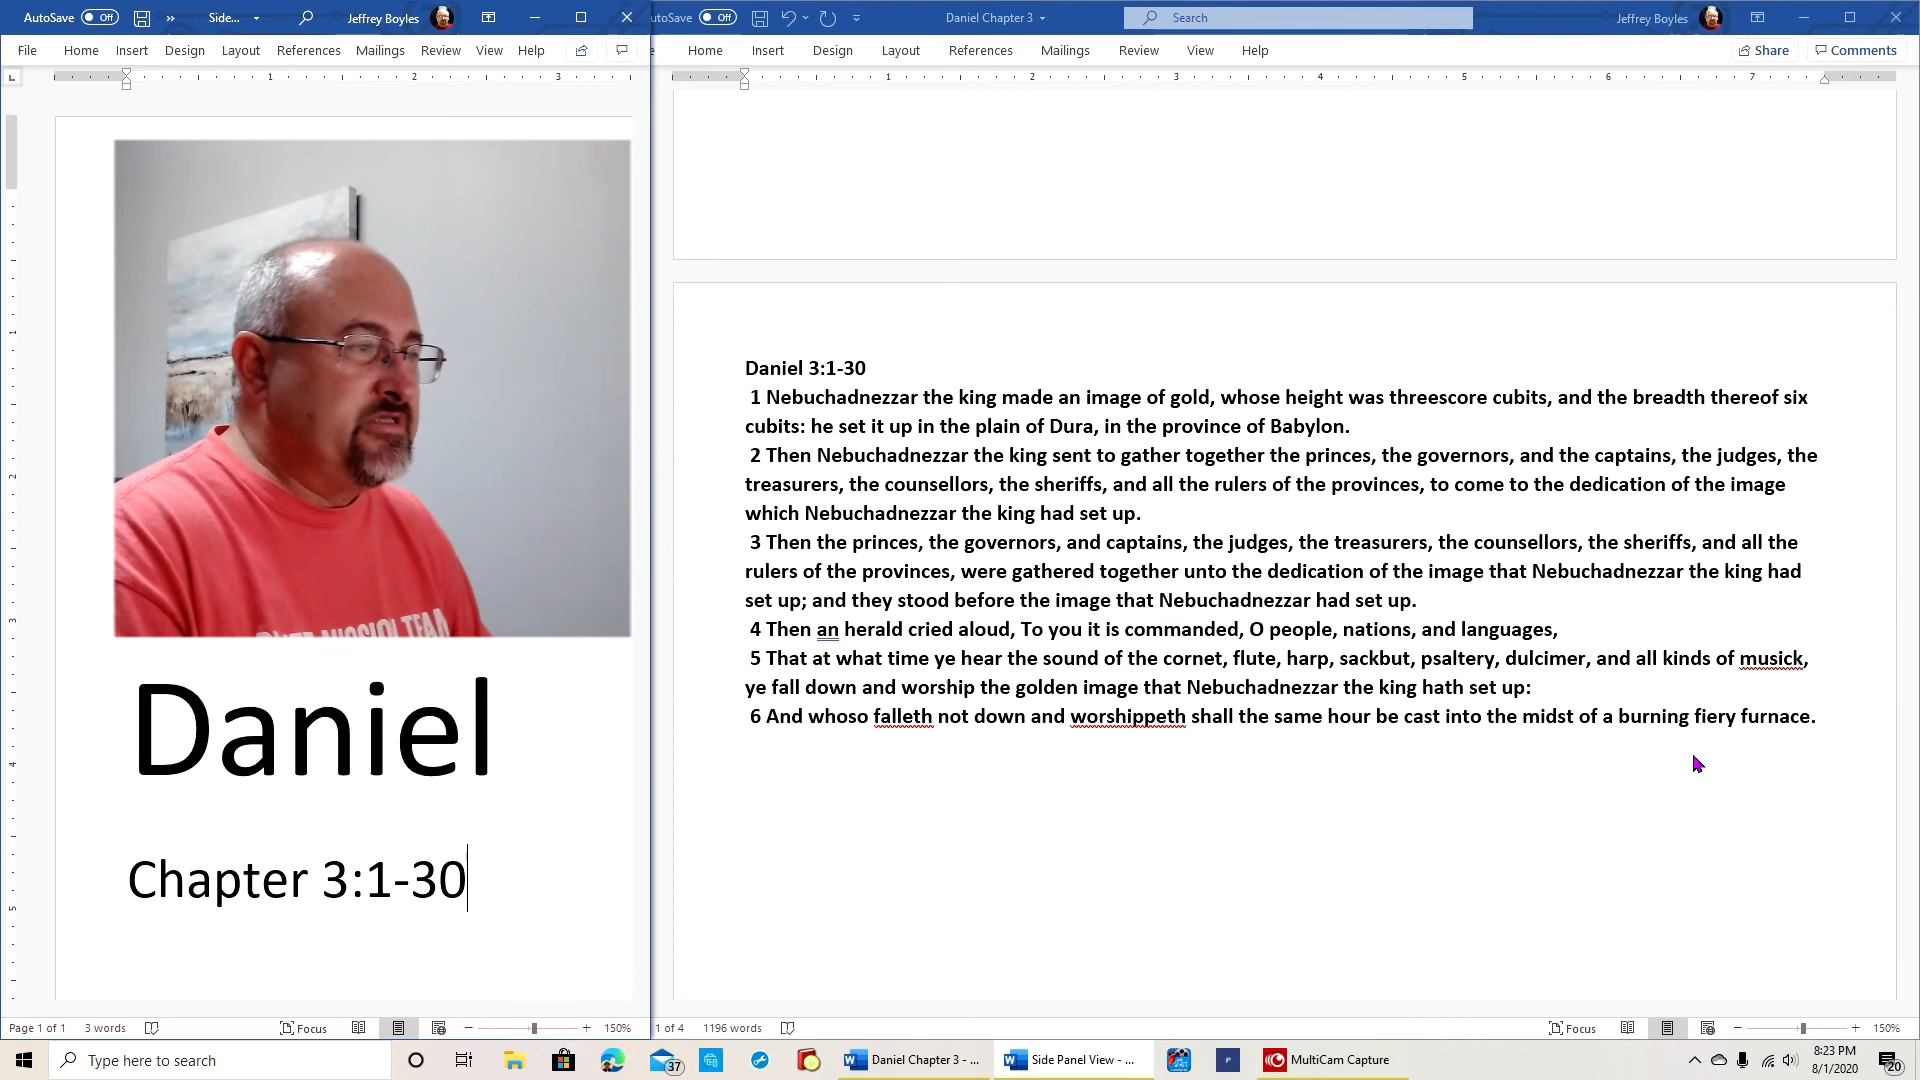 AutoSave Off Side... Jeffrey Boyles
File Home Insert Design Layout References Mailings Review View Help
1 2 3
Daniel
Chapter 3:1-30
Page 1 of 1 3 words Focus 150%
utoSave Off Daniel Chapter 3 Search Jeffrey Boyles
Home Insert Design Layout References Mailings Review View Help Share Comments
1 2 3 4 5 6 7
Daniel 3:1-30
1 Nebuchadnezzar the king made an image of gold, whose height was threescore cubits, and the breadth thereof six
cubits: he set it up in the plain of Dura, in the province of Babylon.
2 Then Nebuchadnezzar the king sent to gather together the princes, the governors, and the captains, the judges, the
treasurers, the counsellors, the sheriffs, and all the rulers of the provinces, to come to the dedication of the image
which Nebuchadnezzar the king had set up.
3 Then the princes, the governors, and captains, the judges, the treasurers, the counsellors, the sheriffs, and all the
rulers of the provinces, were gathered together unto the dedication of the image that Nebuchadnezzar the king had
set up; and they stood before the image that Nebuchadnezzar had set up.
4 Then an herald cried aloud, To you it is commanded, O people, nations, and languages,
5 That at what time ye hear the sound of the cornet, flute, harp, sackbut, psaltery, dulcimer, and all kinds of musick,
ye fall down and worship the golden image that Nebuchadnezzar the king hath set up:
6 And whoso falleth not down and worshippeth shall the same hour be cast into the midst of a burning fiery furnace.
1 of 4 1196 words Focus 150%
Type here to search 37 Daniel Chapter 3 - ... Side Panel View - ... P MultiCam Capture 8:23 PM
8/1/2020 20